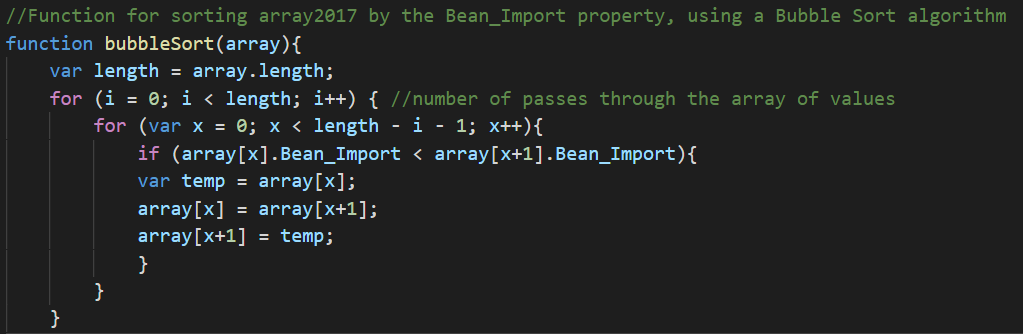 //Function for sorting array2017 by the Bean_Import property, using a Bubble Sort algorithm
function bubbleSort(array){
    var length = array.length;
    for (i = 0; i < length; i++) { //number of passes through the array of values
        for (var x = 0; x < length - i - 1; x++){
            if (array[x].Bean_Import < array[x+1].Bean_Import){
            var temp = array[x];
            array[x] = array[x+1];
            array[x+1] = temp;
            }
        }
    }